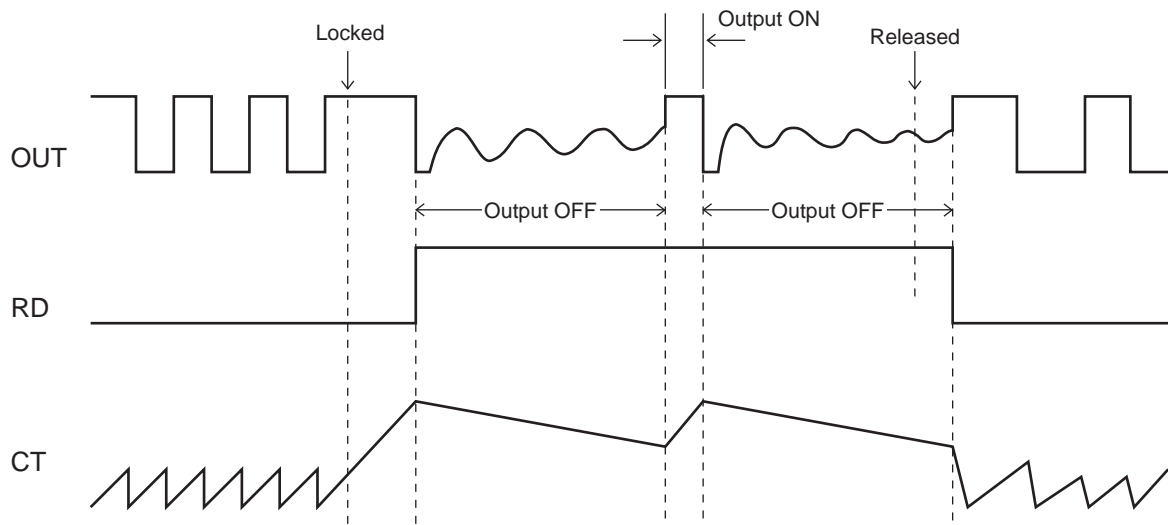 Output ON
Locked
Released
OUT
Output OFF
Output OFF
RD
CT